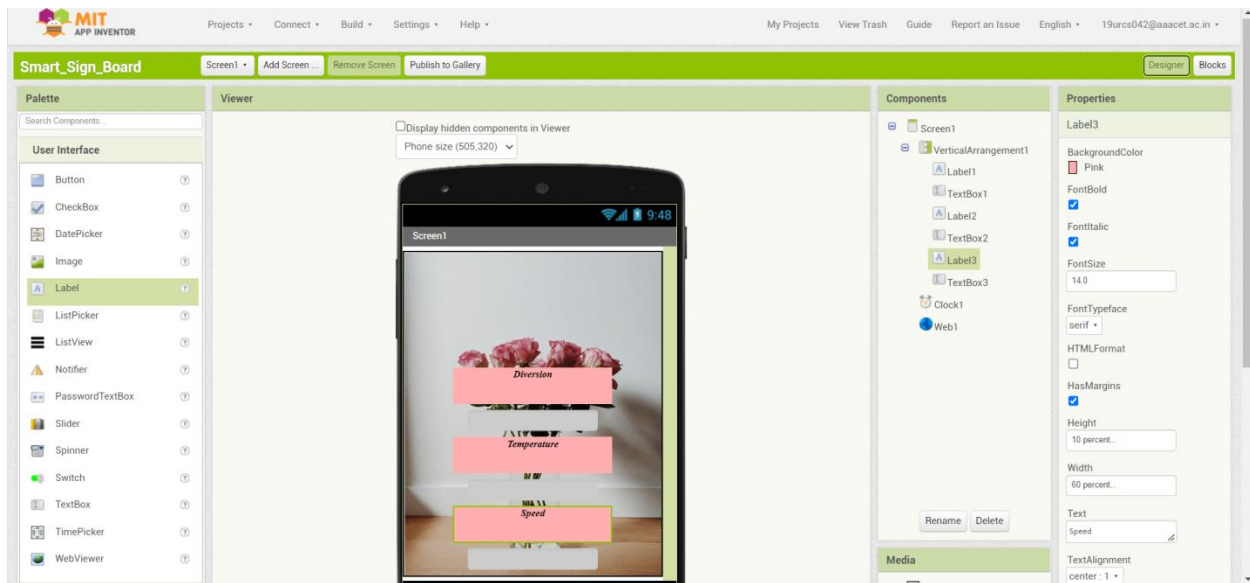 MIT
APP INVENTOR
Projects Connect Build Settings Help
My Projects View Trash Guide Report an Issue English 19urcs042@aaacet.ac.in
Smart_Sign_Board
Screen1 Add Screen ... Remove Screen Publish to Gallery
Designer Blocks
Palette
Search Components...
User Interface
Button
CheckBox
DatePicker
Image
Label
ListPicker
ListView
Notifier
PasswordTextBox
Slider
Spinner
Switch
TextBox
TimePicker
WebViewer
Viewer
Display hidden components in Viewer
Phone size (505,320)
9:48
Screen1
Diversion
Temperature
Speed
Components
Screen1
VerticalArrangement1
Label1
TextBox1
Label2
TextBox2
Label3
TextBox3
Clock1
Web1
Rename Delete
Media
Properties
Label3
BackgroundColor
Pink
FontBold
FontItalic
FontSize
14.0
FontTypeface
serif
HTMLFormat
HasMargins
Height
10 percent...
Width
60 percent...
Text
Speed
TextAlignment
center : 1